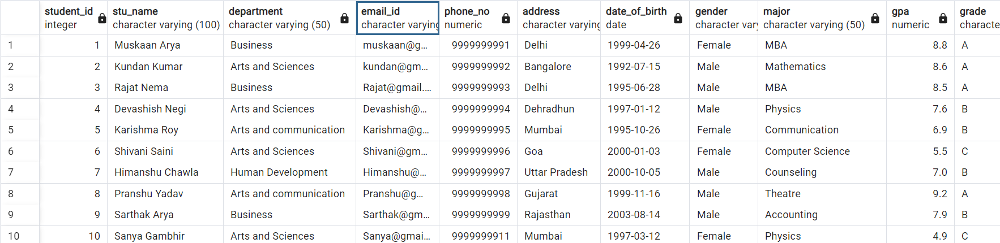 student_id stu_name department email_id phone_no address date_of_birth gender major gpa grade
integer character varying (100) character varying (50) character varying numeric character varying date character var character varying (50) numeric characte
1 1 Muskaan Arya Business muskaan@g... 9999999991 Delhi 1999-04-26 Female MBA 8.8 A
2 2 Kundan Kumar Arts and Sciences kundan@gm... 9999999992 Bangalore 1992-07-15 Male Mathematics 8.6 A
3 3 Rajat Nema Business Rajat@gmail.... 9999999993 Delhi 1995-06-28 Male MBA 8.5 A
4 4 Devashish Negi Arts and Sciences Devashish@... 9999999994 Dehradhun 1997-01-12 Male Physics 7.6 B
5 5 Karishma Roy Arts and communication Karishma@g... 9999999995 Mumbai 1995-10-26 Female Communication 6.9 B
6 6 Shivani Saini Arts and Sciences Shivani@gm... 9999999996 Goa 2000-01-03 Female Computer Science 5.5 C
7 7 Himanshu Chawla Human Development Himanshu@... 9999999997 Uttar Pradesh 2000-10-05 Male Counseling 7.0 B
8 8 Pranshu Yadav Arts and communication Pranshu@g... 9999999998 Gujarat 1999-11-16 Male Theatre 9.2 A
9 9 Sarthak Arya Business Sarthak@gm... 9999999999 Rajasthan 2003-08-14 Male Accounting 7.9 B
10 10 Sanya Gambhir Arts and Sciences Sanya@gmai... 9999999911 Mumbai 1997-03-12 Female Physics 4.9 C